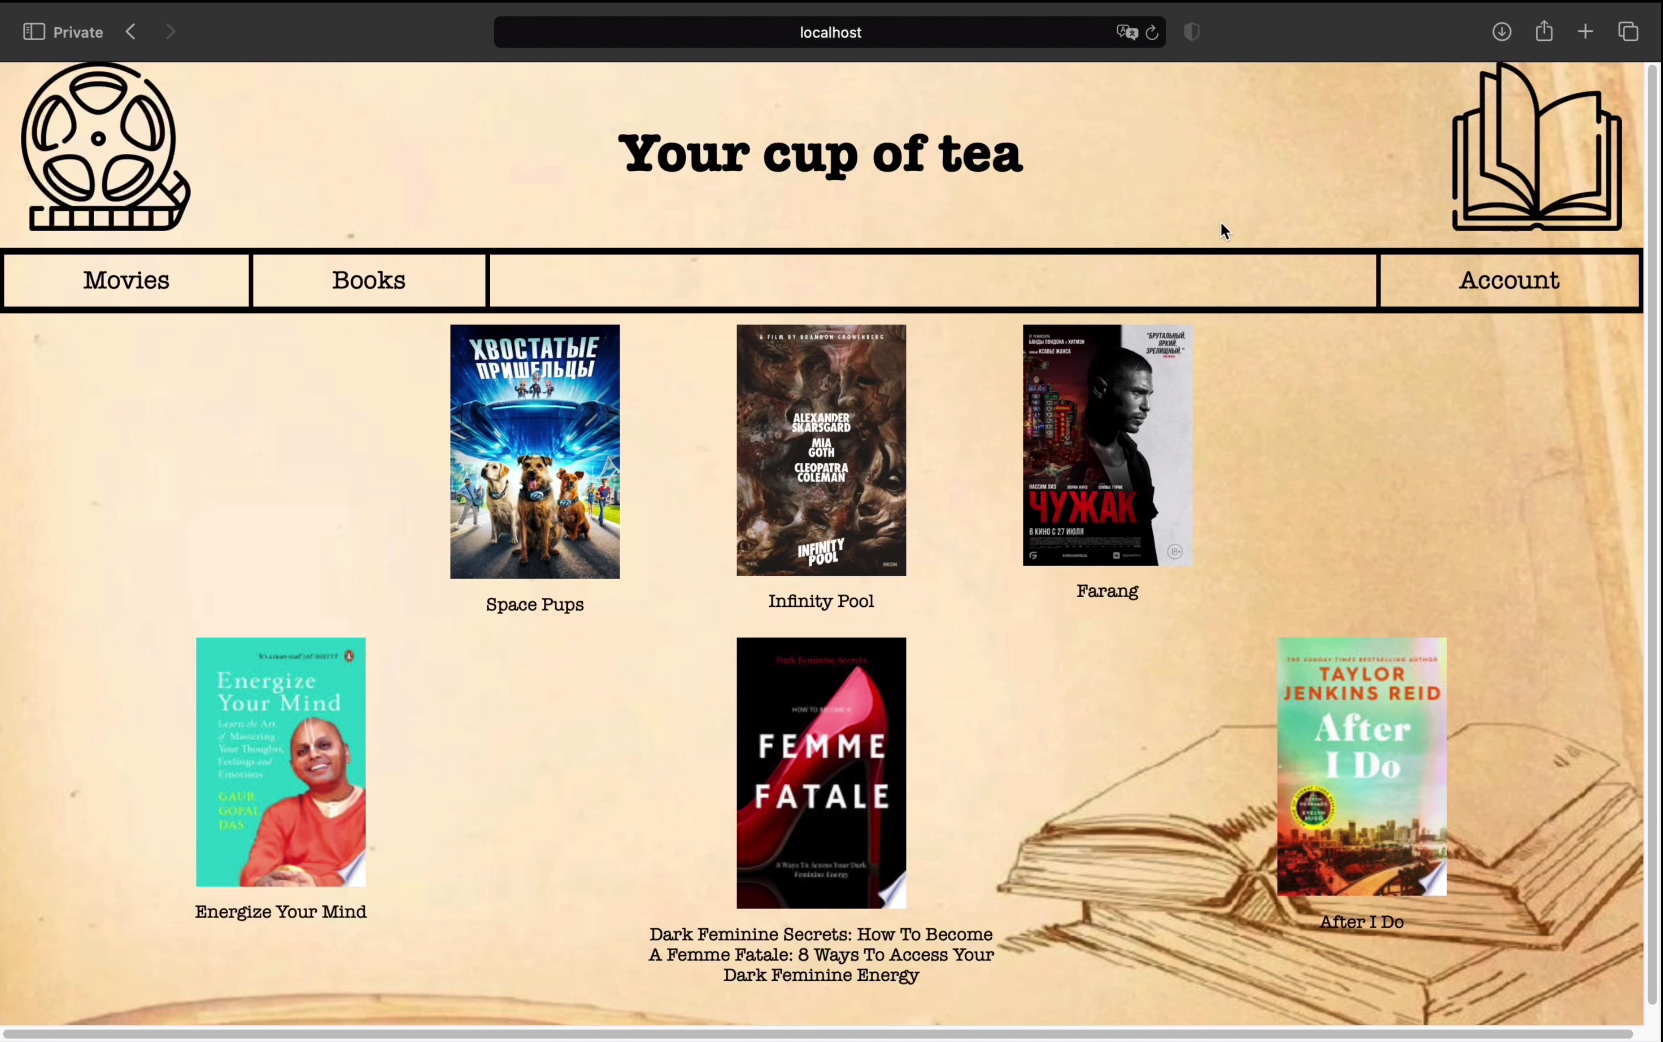 Private
localhost
Your cup of tea
Movies
Books
Account
ХВОСТАТЫЕ
ПРИШЕЛЬЦЫ
Space Pups
A FILM BY BRANDON CRONENBERG
ALEXANDER
SKARSGARD
MIA
GOTH
CLEOPATRA
COLEMAN
INFINITY
POOL
Infinity Pool
"БРУТАЛЬНЫЙ,
ЯРКИЙ,
ЗРЕЛИЩНЫЙ."
ЧУЖАК
В КИНО С 27 ИЮЛЯ
18+
Farang
Energize
Your Mind
Learn the Art
of Mastering
Your Thoughts,
Feelings and
Emotions
GAUR
GOPAL
DAS
Energize Your Mind
Dark Feminine Secrets
HOW TO BECOME A
FEMME
FATALE
8 Ways To Access Your Dark
Feminine Energy
Dark Feminine Secrets: How To Become
A Femme Fatale: 8 Ways To Access Your
Dark Feminine Energy
THE SUNDAY TIMES BESTSELLING AUTHOR
TAYLOR
JENKINS REID
After
I Do
After I Do